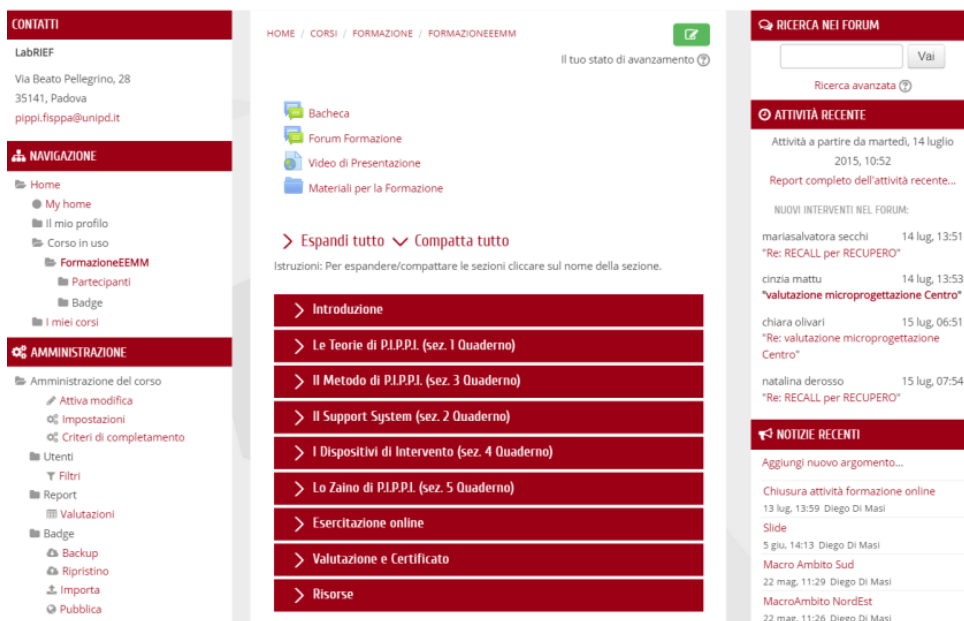 CONTATTI
LabRIEF
Via Beato Pellegrino, 28
35141, Padova
pippi.fisppa@unipd.it
NAVIGAZIONE
Home
My home
Il mio profilo
Corso in uso
FormazioneEEMM
Partecipanti
Badge
I miei corsi
AMMINISTRAZIONE
Amministrazione del corso
Attiva modifica
Impostazioni
Criteri di completamento
Utenti
Filtri
Report
Valutazioni
Badge
Backup
Ripristino
Importa
Pubblica
HOME / CORSI / FORMAZIONE / FORMAZIONEEEMM
Il tuo stato di avanzamento
Bacheca
Forum Formazione
Video di Presentazione
Materiali per la Formazione
Espandi tutto Compatta tutto
Istruzioni: Per espandere/compattare le sezioni cliccare sul nome della sezione.
Introduzione
Le Teorie di P.I.P.P.I. (sez. 1 Quaderno)
Il Metodo di P.I.P.P.I. (sez. 3 Quaderno)
Il Support System (sez. 2 Quaderno)
I Dispositivi di Intervento (sez. 4 Quaderno)
Lo Zaino di P.I.P.P.I. (sez. 5 Quaderno)
Esercitazione online
Valutazione e Certificato
Risorse
RICERCA NEI FORUM
Vai
Ricerca avanzata
ATTIVITÀ RECENTE
Attività a partire da martedì, 14 luglio
2015, 10:52
Report completo dell'attività recente...
NUOVI INTERVENTI NEL FORUM:
mariasalvatora secchi 14 lug, 13:51
"Re: RECALL per RECUPERO"
cinzia mattu 14 lug, 13:53
"valutazione microprogettazione Centro"
chiara olivari 15 lug, 06:51
"Re: valutazione microprogettazione
Centro"
natalina derosso 15 lug, 07:54
"Re: RECALL per RECUPERO"
NOTIZIE RECENTI
Aggiungi nuovo argomento...
Chiusura attività formazione online
13 lug, 13:59 Diego Di Masi
Slide
5 giu, 14:13 Diego Di Masi
Macro Ambito Sud
22 mag, 11:29 Diego Di Masi
MacroAmbito NordEst
22 mag, 11:26 Diego Di Masi